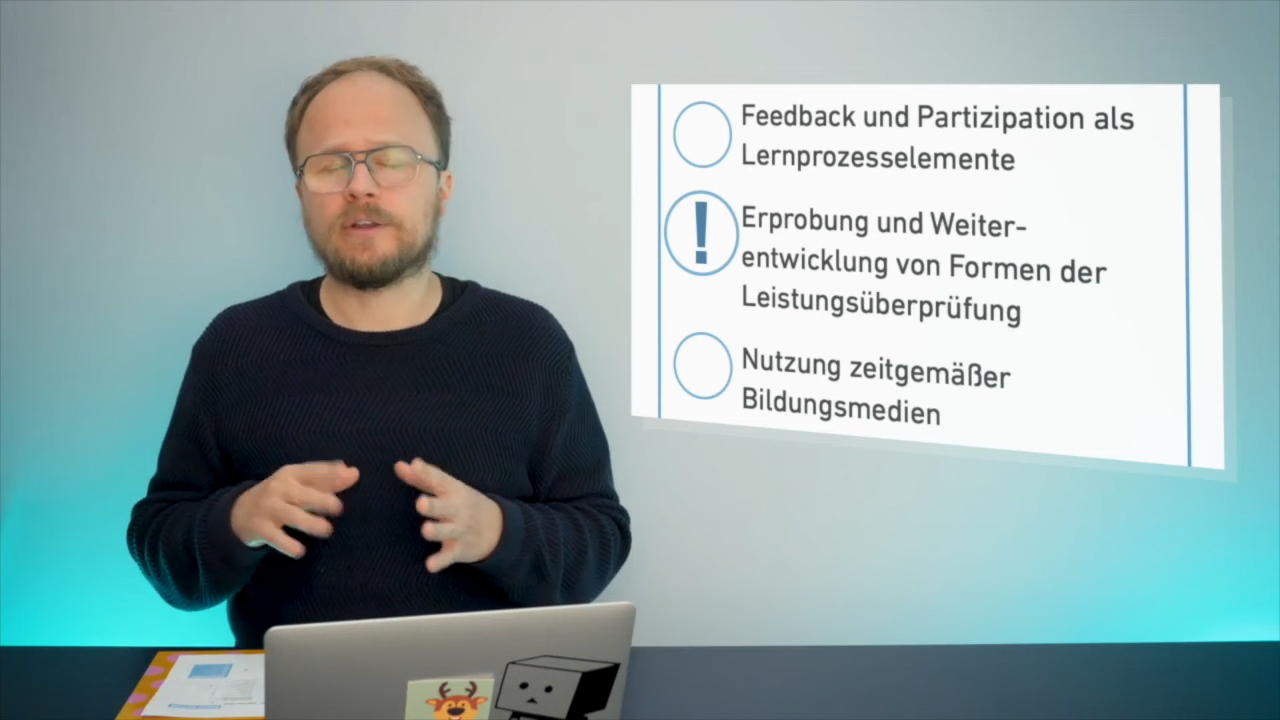 Feedback und Partizipation als
Lernprozesselemente
!
Erprobung und Weiter-
entwicklung von Formen der
Leistungsüberprüfung
Nutzung zeitgemäßer
Bildungsmedien